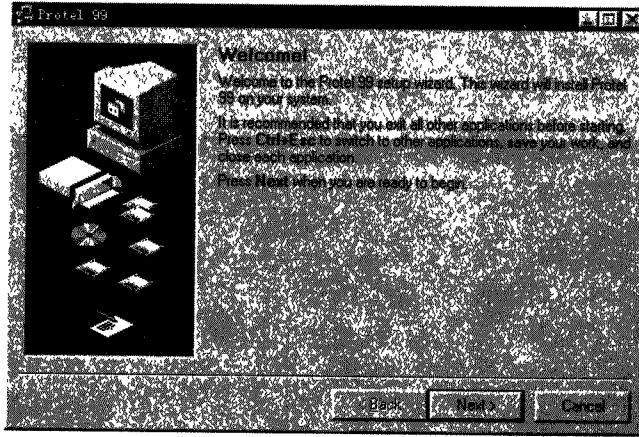 Protel 99
Welcome!
Welcome to the Protel 99 setup wizard. This wizard will install Protel
99 on your system.
It is recommended that you exit all other applications before starting.
Press Ctrl+Esc to switch to other applications, save your work, and
close each application.
Press Next when you are ready to begin.
< Back
Next >
Cancel